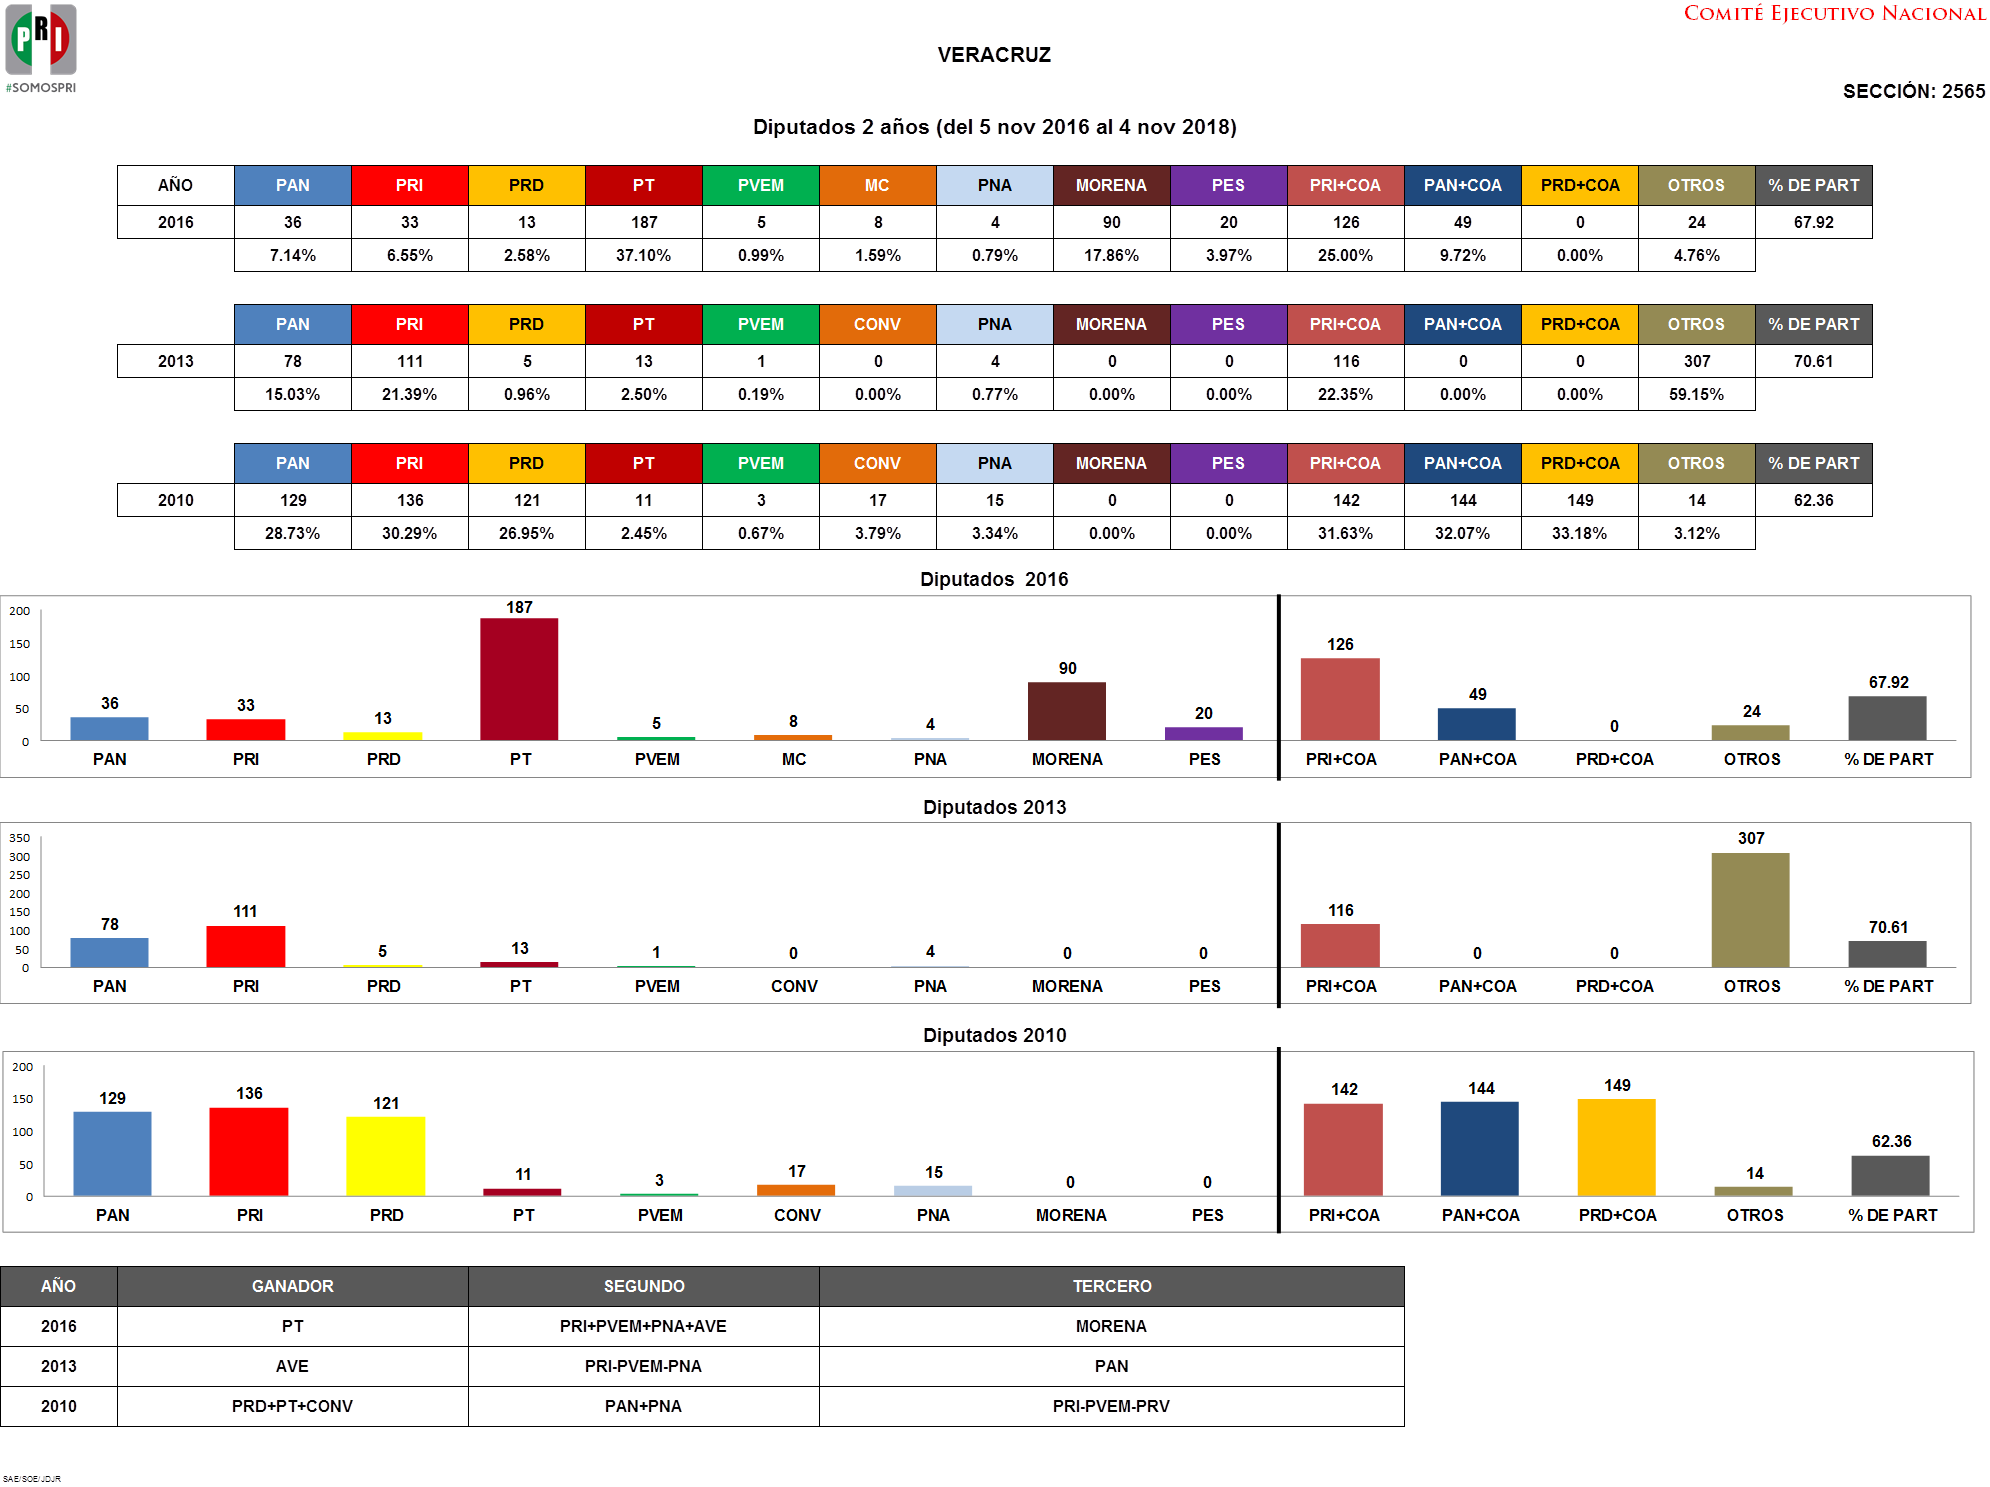 COMITÉ EJECUTIVO NACIONAL
PRI
#SOMOSPRI
VERACRUZ
SECCIÓN: 2565
Diputados 2 años (del 5 nov 2016 al 4 nov 2018)
AÑO PAN PRI PRD PT PVEM MC PNA MORENA PES PRI+COA PAN+COA PRD+COA OTROS % DE PART
2016 36 33 13 187 5 8 4 90 20 126 49 0 24 67.92
7.14% 6.55% 2.58% 37.10% 0.99% 1.59% 0.79% 17.86% 3.97% 25.00% 9.72% 0.00% 4.76%
PAN PRI PRD PT PVEM CONV PNA MORENA PES PRI+COA PAN+COA PRD+COA OTROS % DE PART
2013 78 111 5 13 1 0 4 0 0 116 0 0 307 70.61
15.03% 21.39% 0.96% 2.50% 0.19% 0.00% 0.77% 0.00% 0.00% 22.35% 0.00% 0.00% 59.15%
PAN PRI PRD PT PVEM CONV PNA MORENA PES PRI+COA PAN+COA PRD+COA OTROS % DE PART
2010 129 136 121 11 3 17 15 0 0 142 144 149 14 62.36
28.73% 30.29% 26.95% 2.45% 0.67% 3.79% 3.34% 0.00% 0.00% 31.63% 32.07% 33.18% 3.12%
Diputados 2016
200
150
100
50
0
36 33 13 187 5 8 4 90 20 126 49 0 24 67.92
PAN PRI PRD PT PVEM MC PNA MORENA PES PRI+COA PAN+COA PRD+COA OTROS % DE PART
Diputados 2013
350
300
250
200
150
100
50
0
78 111 5 13 1 0 4 0 0 116 0 0 307 70.61
PAN PRI PRD PT PVEM CONV PNA MORENA PES PRI+COA PAN+COA PRD+COA OTROS % DE PART
Diputados 2010
200
150
100
50
0
129 136 121 11 3 17 15 0 0 142 144 149 14 62.36
PAN PRI PRD PT PVEM CONV PNA MORENA PES PRI+COA PAN+COA PRD+COA OTROS % DE PART
AÑO GANADOR SEGUNDO TERCERO
2016 PT PRI+PVEM+PNA+AVE MORENA
2013 AVE PRI-PVEM-PNA PAN
2010 PRD+PT+CONV PAN+PNA PRI-PVEM-PRV
SAE/SOE/JDJR